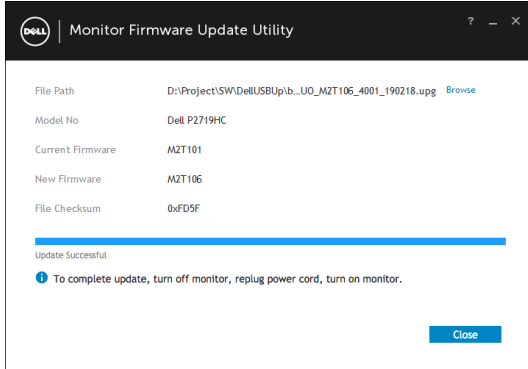 DELL Monitor Firmware Update Utility ? _ ×
File Path D:\Project\SW\DellUSBUp\b...UO_M2T106_4001_190218.upg Browse
Model No Dell P2719HC
Current Firmware M2T101
New Firmware M2T106
File Checksum 0xFD5F
Update Successful
To complete update, turn off monitor, replug power cord, turn on monitor.
Close